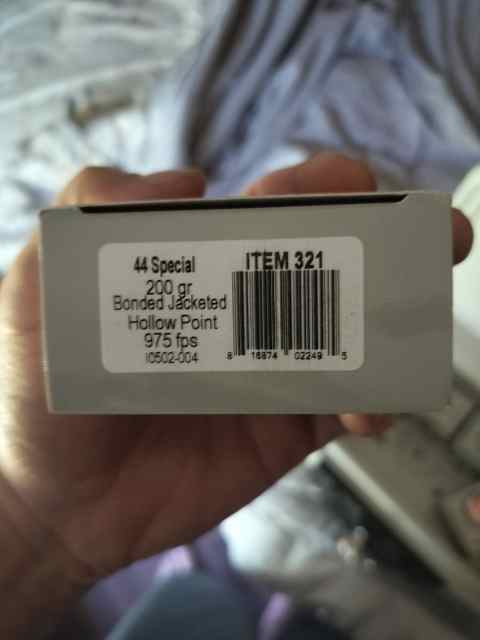 44 Special
200 gr
Bonded Jacketed
Hollow Point
975 fps
I0502-004
ITEM 321
8 16874 02249 5